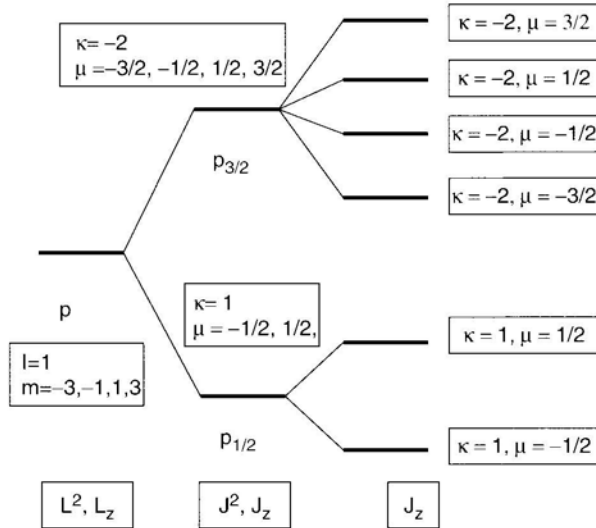 κ= −2
μ =−3/2, −1/2, 1/2, 3/2
p3/2
p
l=1
m=−3,−1,1,3
κ= 1
μ = −1/2, 1/2,
p1/2
κ = −2, μ = 3/2
κ = −2, μ = 1/2
κ = −2, μ = −1/2
κ = −2, μ = −3/2
κ = 1, μ = 1/2
κ = 1, μ = −1/2
L², Lz
J², Jz
Jz